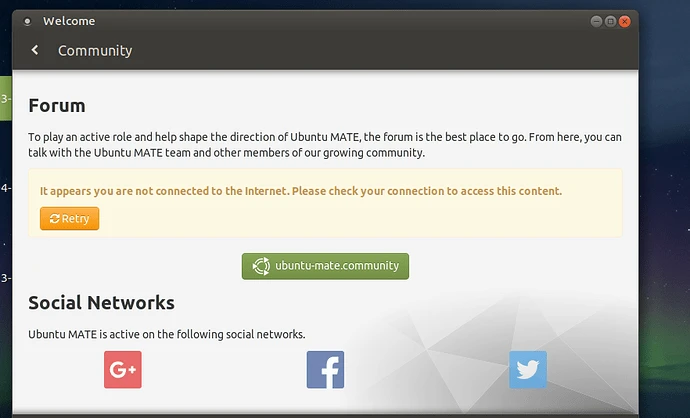 Welcome
Community
Forum
To play an active role and help shape the direction of Ubuntu MATE, the forum is the best place to go. From here, you can
talk with the Ubuntu MATE team and other members of our growing community.
It appears you are not connected to the Internet. Please check your connection to access this content.
Retry
ubuntu-mate.community
Social Networks
Ubuntu MATE is active on the following social networks.
G+
f
3-
4-
3-